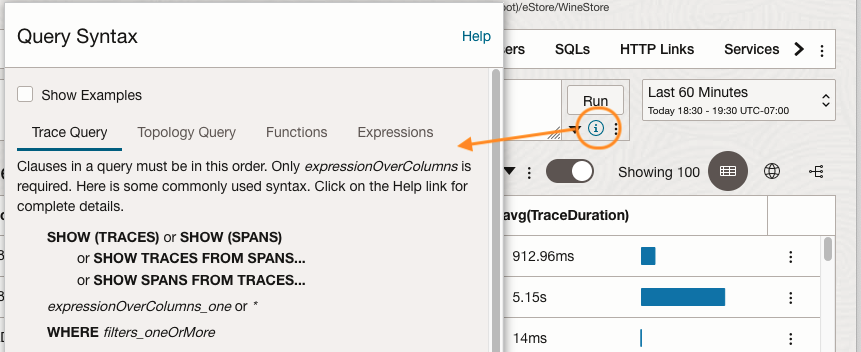 oot)/eStore/WineStore
Query Syntax
Help
ers
SQLs
HTTP Links
Services
Show Examples
Run
Last 60 Minutes
Today 18:30 - 19:30 UTC-07:00
Trace Query
Topology Query
Functions
Expressions
Clauses in a query must be in this order. Only expressionOverColumns is
required. Here is some commonly used syntax. Click on the Help link for
complete details.
Showing 100
avg(TraceDuration)
SHOW (TRACES) or SHOW (SPANS)
or SHOW TRACES FROM SPANS...
or SHOW SPANS FROM TRACES...
912.96ms
5.15s
expressionOverColumns_one or *
WHERE filters_oneOrMore
14ms